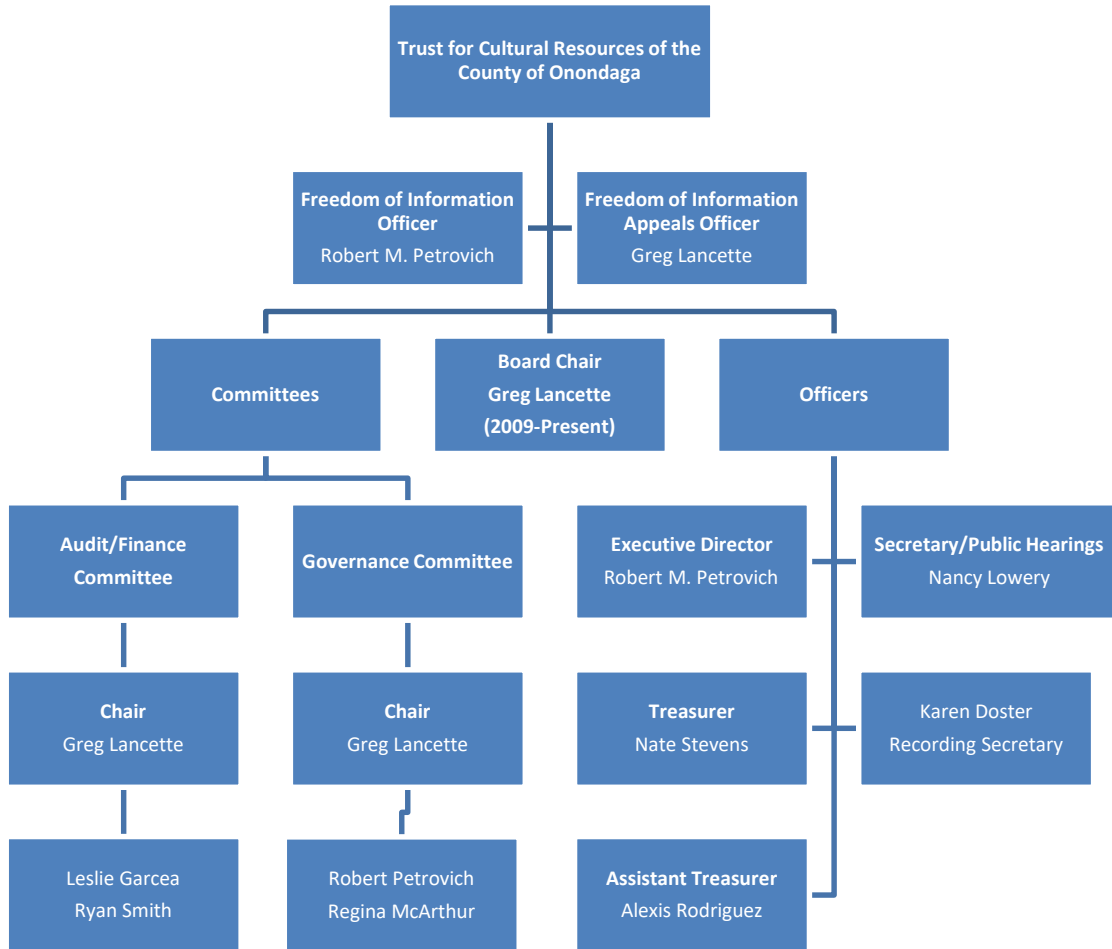 Trust for Cultural Resources of the
County of Onondaga
Freedom of Information
Officer
Robert M. Petrovich
Freedom of Information
Appeals Officer
Greg Lancette
Committees
Board Chair
Greg Lancette
(2009-Present)
Officers
Audit/Finance
Committee
Governance Committee
Executive Director
Robert M. Petrovich
Secretary/Public Hearings
Nancy Lowery
Chair
Greg Lancette
Chair
Greg Lancette
Treasurer
Nate Stevens
Karen Doster
Recording Secretary
Leslie Garcea
Ryan Smith
Robert Petrovich
Regina McArthur
Assistant Treasurer
Alexis Rodriguez